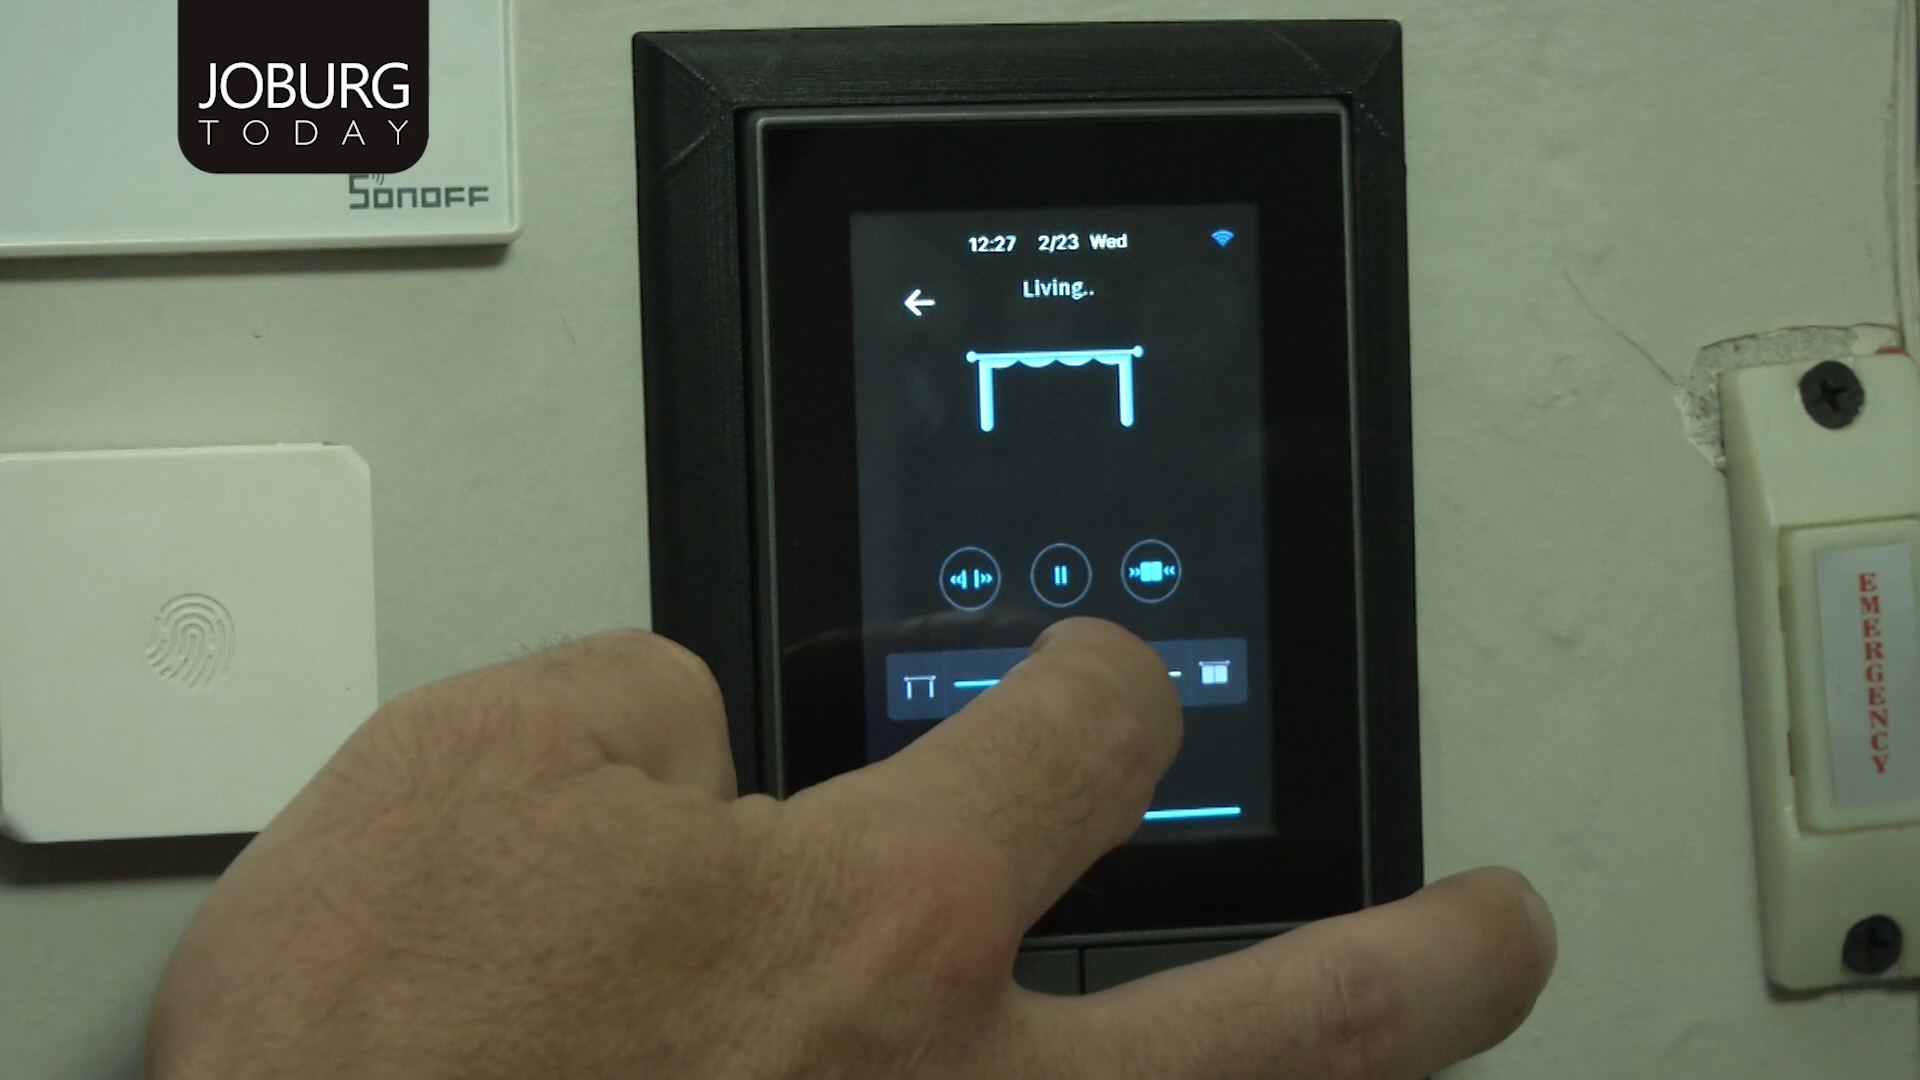 JOBURG
TODAY
SONOFF
12:27 2/23 Wed
Living..
EMERGENCY